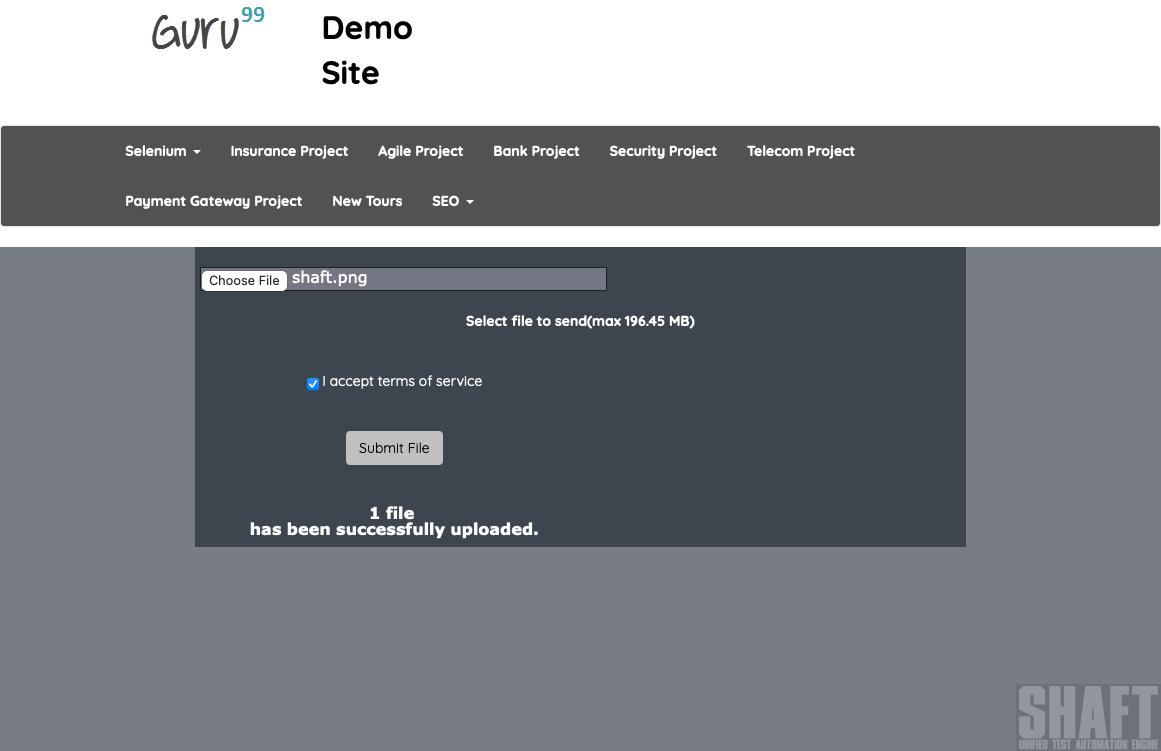 Guru99
Demo
Site
Selenium Insurance Project Agile Project Bank Project Security Project Telecom Project
Payment Gateway Project New Tours SEO
Choose File shaft.png
Select file to send(max 196.45 MB)
I accept terms of service
Submit File
1 file
has been successfully uploaded.
SHAFT
UNIFIED TEST AUTOMATION ENGINE